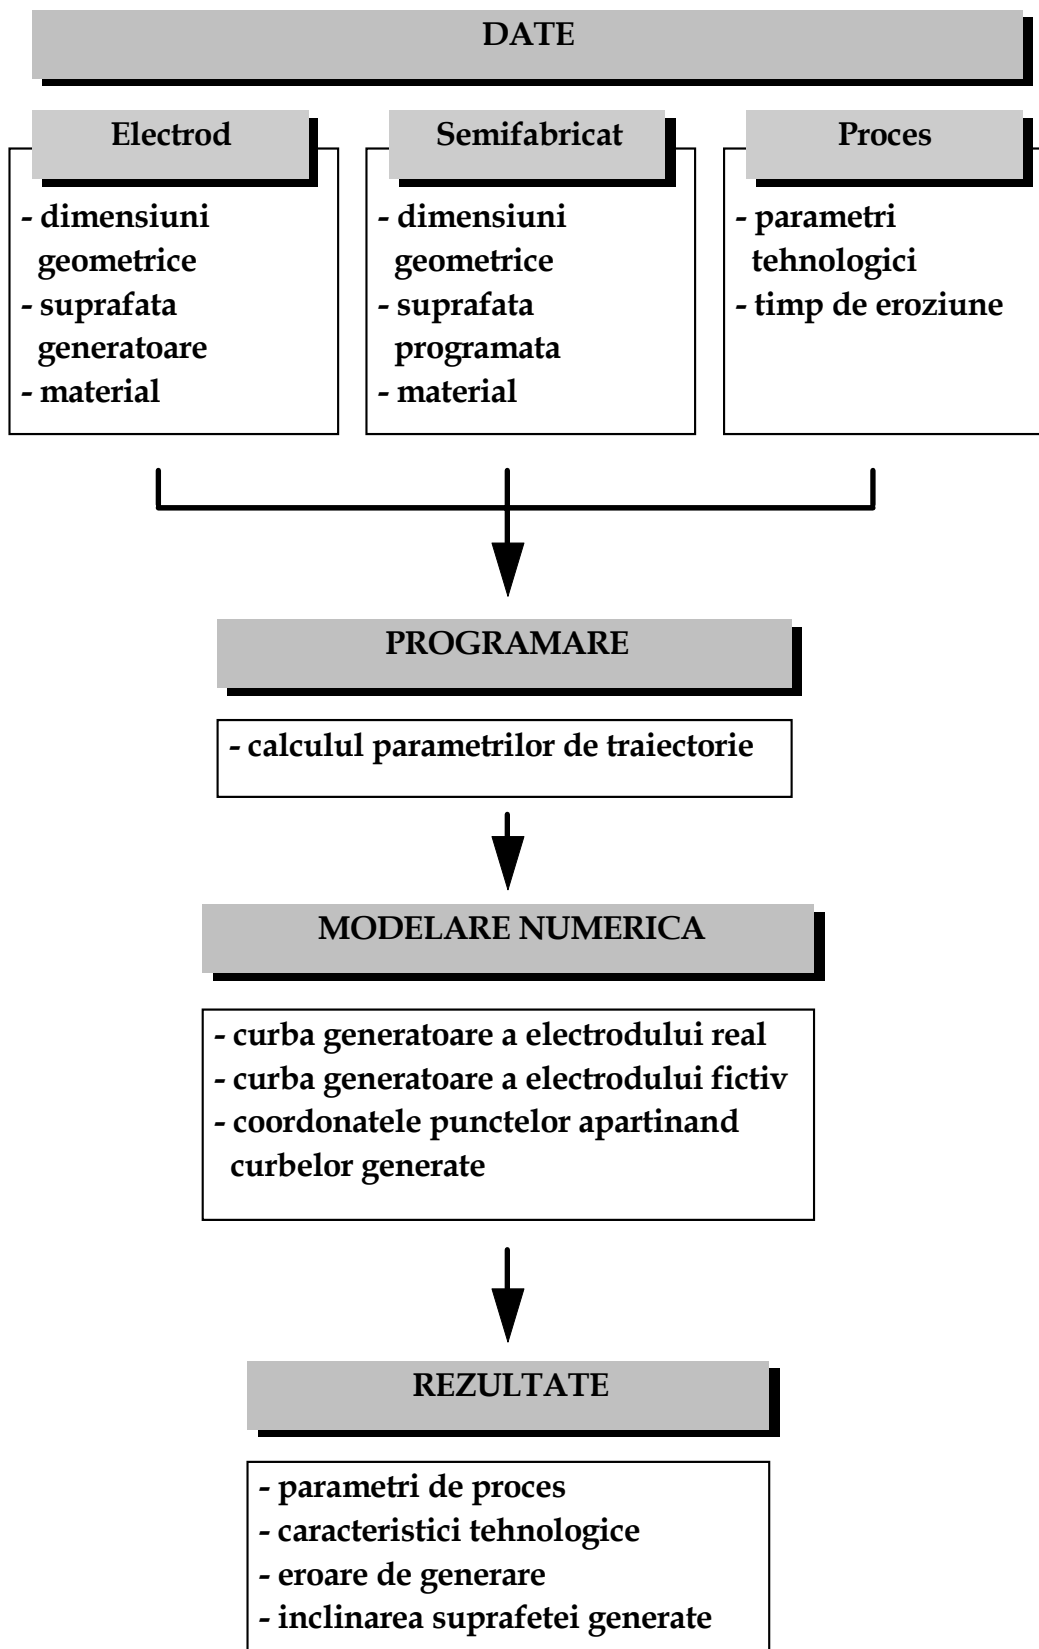 DATE
Electrod
- dimensiuni
geometrice
- suprafata
generatoare
- material
Semifabricat
- dimensiuni
geometrice
- suprafata
programata
- material
Proces
- parametri
tehnologici
- timp de eroziune
PROGRAMARE
- calculul parametrilor de traiectorie
MODELARE NUMERICA
- curba generatoare a electrodului real
- curba generatoare a electrodului fictiv
- coordonatele punctelor apartinand
curbelor generate
REZULTATE
- parametri de proces
- caracteristici tehnologice
- eroare de generare
- inclinarea suprafetei generate